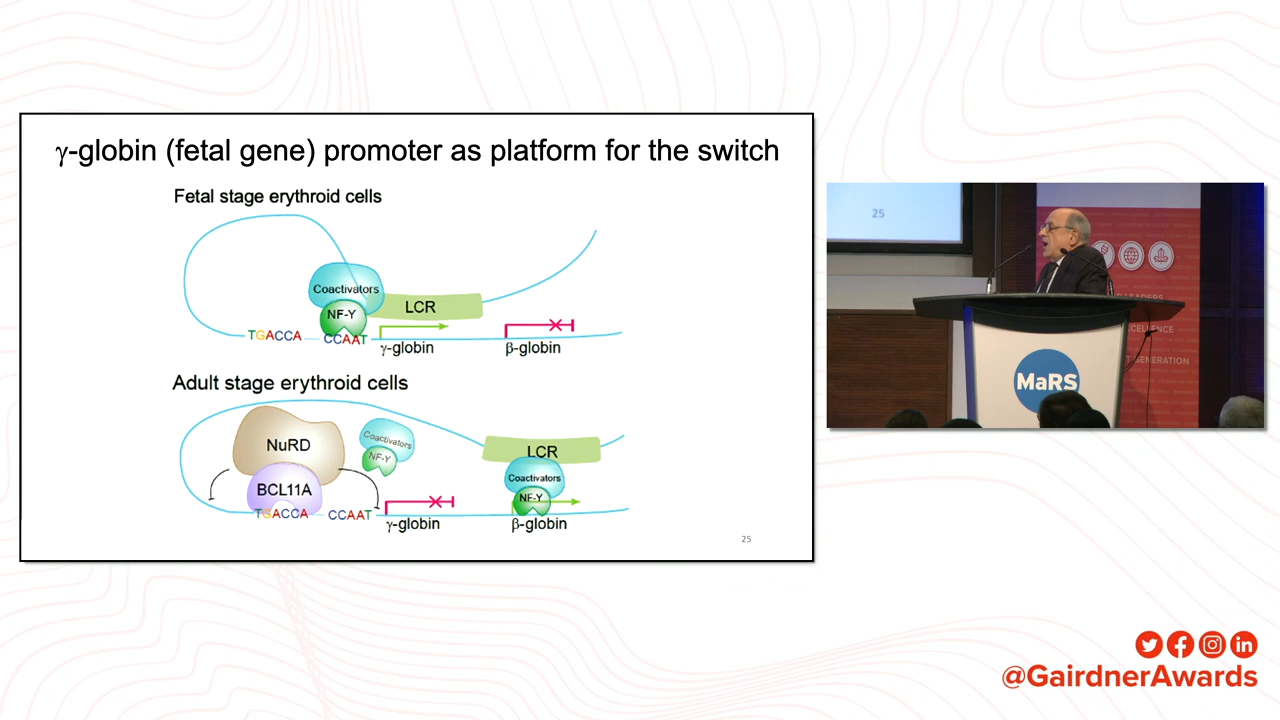 γ-globin (fetal gene) promoter as platform for the switch
Fetal stage erythroid cells
Coactivators
NF-Y
LCR
TGACCA
CCAAT
γ-globin
β-globin
Adult stage erythroid cells
NuRD
Coactivators
NF-Y
BCL11A
TGACCA
CCAAT
γ-globin
LCR
Coactivators
NF-Y
β-globin
25
25
MaRS
GENERATION
@GairdnerAwards